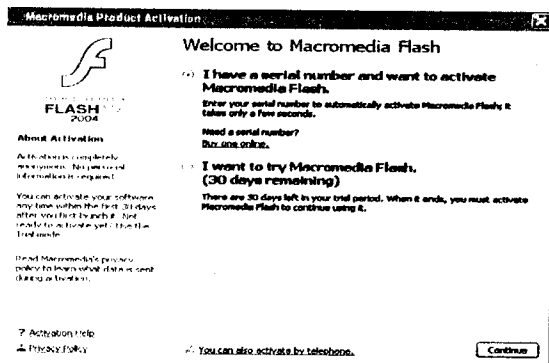 Macromedia Product Activation
Welcome to Macromedia Flash
FLASH
2004
I have a serial number and want to activate
Macromedia Flash.
Enter your serial number to automatically activate Macromedia Flash; it
takes only a few seconds.
Need a serial number?
Buy one online.
I want to try Macromedia Flash.
(30 days remaining)
There are 30 days left in your trial period. When it ends, you must activate
Macromedia Flash to continue using it.
About Activation
Activation is completely
anonymous. No personal
information is required.
You can activate your software
any time within the first 30 days
after you first launch it. Not
ready to activate yet? Use the
Trial mode.
Read Macromedia's privacy
policy to learn what data is sent
during activation.
? Activation Help
Privacy Policy
You can also activate by telephone.
Continue